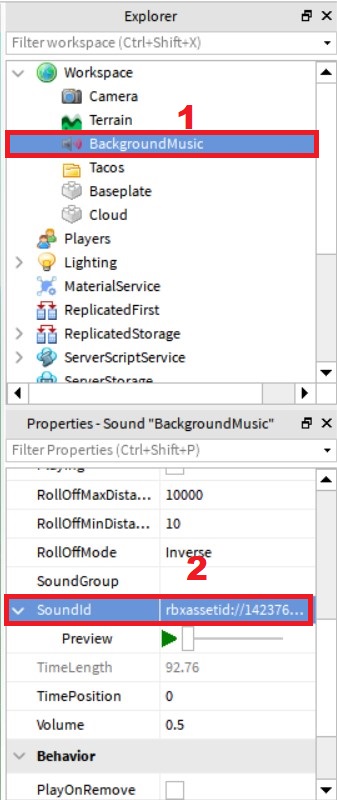 Explorer
Filter workspace (Ctrl+Shift+X)
Workspace
Camera
Terrain
1
BackgroundMusic
Tacos
Baseplate
Cloud
Players
Lighting
MaterialService
ReplicatedFirst
ReplicatedStorage
ServerScriptService
ServerStorage
Properties - Sound "BackgroundMusic"
Filter Properties (Ctrl+Shift+P)
Playing
RollOffMaxDista... 10000
RollOffMinDista... 10
RollOffMode Inverse
2
SoundGroup
SoundId rbxassetid://142376...
Preview
TimeLength 92.76
TimePosition 0
Volume 0.5
Behavior
PlayOnRemove